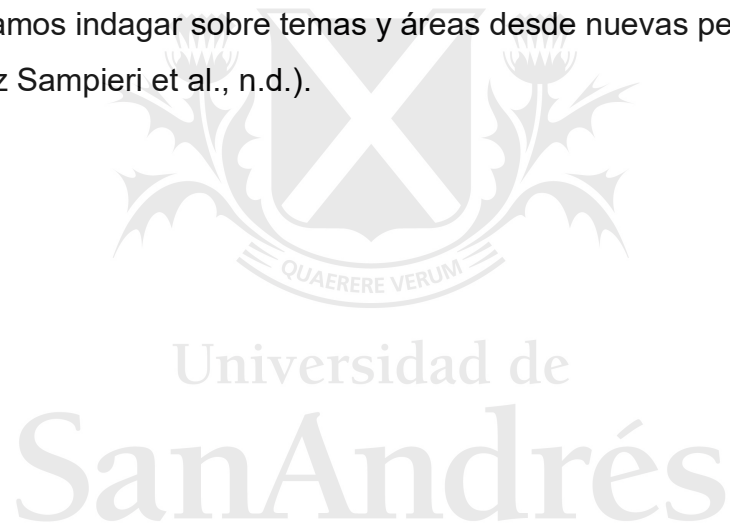 amos indagar sobre temas y áreas desde nuevas pe
z Sampieri et al., n.d.).
QUAERERE VERUM
Universidad de
SanAndrés